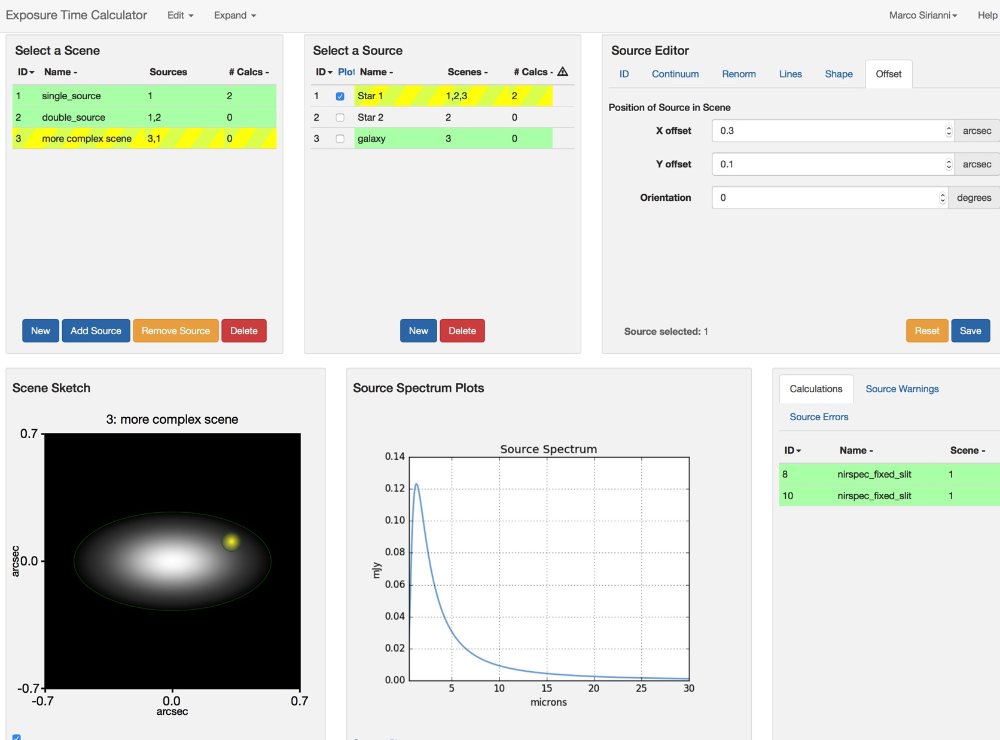 Exposure Time Calculator Edit Expand Marco Sirianni Help
Select a Scene
ID Name - Sources # Calcs -
1 single_source 1 2
2 double_source 1,2 0
3 more complex scene 3,1 0
New Add Source Remove Source Delete
Select a Source
ID Plot Name - Scenes - # Calcs -
1 Star 1 1,2,3 2
2 Star 2 2 0
3 galaxy 3 0
New Delete
Source Editor
ID Continuum Renorm Lines Shape Offset
Position of Source in Scene
X offset 0.3 arcsec
Y offset 0.1 arcsec
Orientation 0 degrees
Source selected: 1 Reset Save
Scene Sketch
3: more complex scene
0.7
arcsec
0.0
-0.7
-0.7 0.0 0.7
arcsec
Source Spectrum Plots
Source Spectrum
0.14
0.12
0.10
0.08
mJy
0.06
0.04
0.02
0.00
5 10 15 20 25 30
microns
Calculations Source Warnings
Source Errors
ID Name - Scene -
8 nirspec_fixed_slit 1
10 nirspec_fixed_slit 1